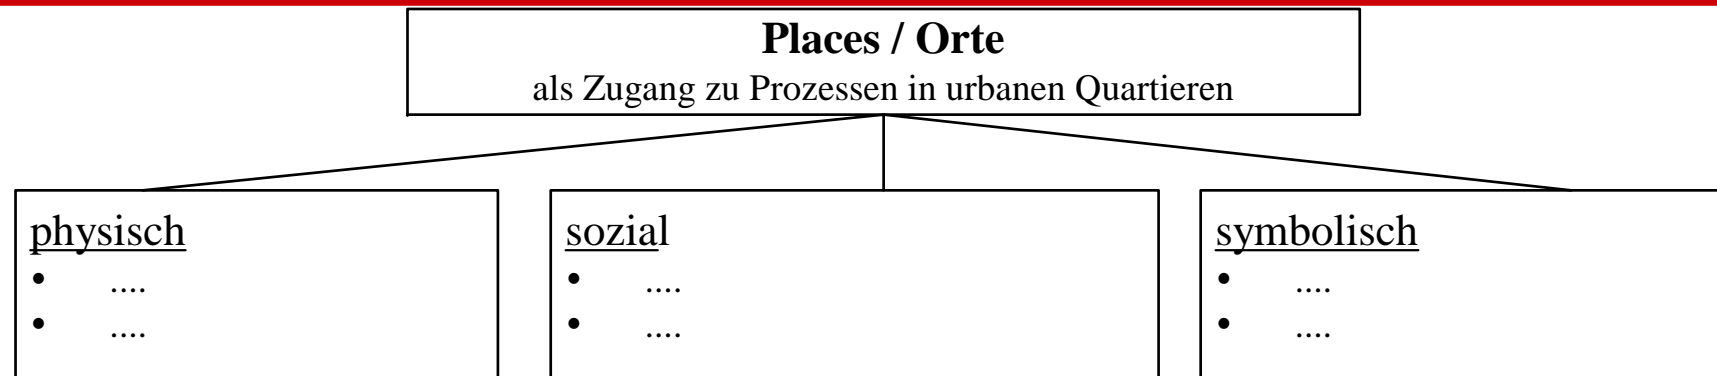 Places / Orte
als Zugang zu Prozessen in urbanen Quartieren
physisch
• ....
• ....
sozial
• ....
• ....
symbolisch
• ....
• ....